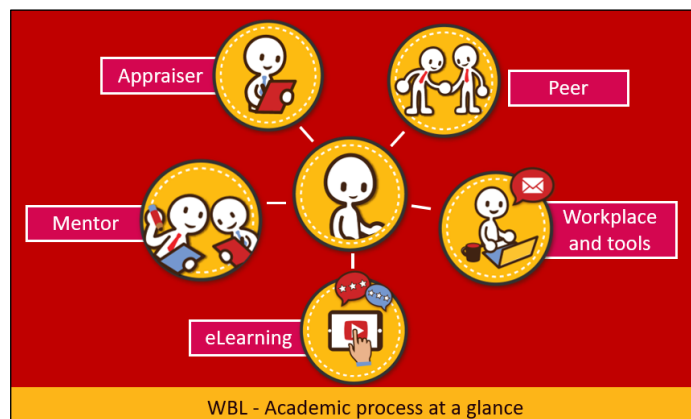 Appraiser
Peer
Mentor
Workplace
and tools
eLearning
WBL - Academic process at a glance